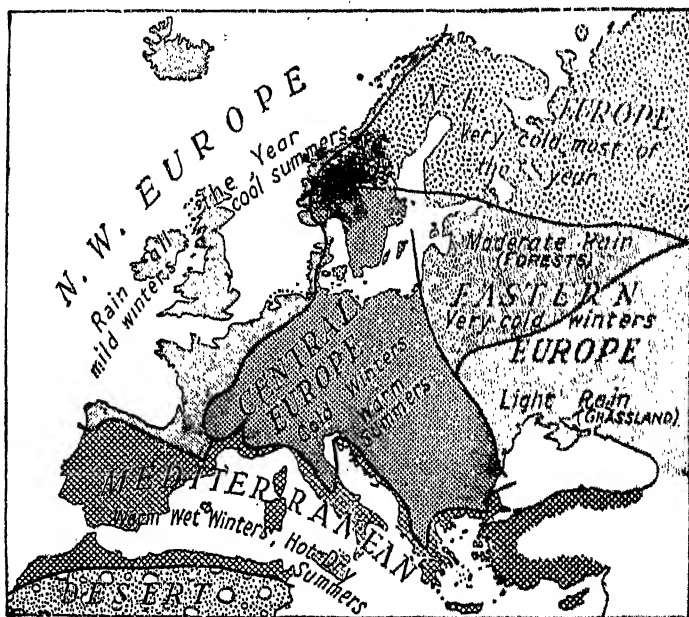 N. W. EUROPE
Rain all the Year
mild winters cool summers
N. E. EUROPE
Very cold most of
the year
Moderate Rain
(FORESTS)
EASTERN
Very cold winters
EUROPE
Light Rain
(GRASSLAND)
CENTRAL
EUROPE
Cold Winters
Warm
Summers
MEDITERRANEAN
Warm Wet Winters, Hot Dry
Summers
DESERT